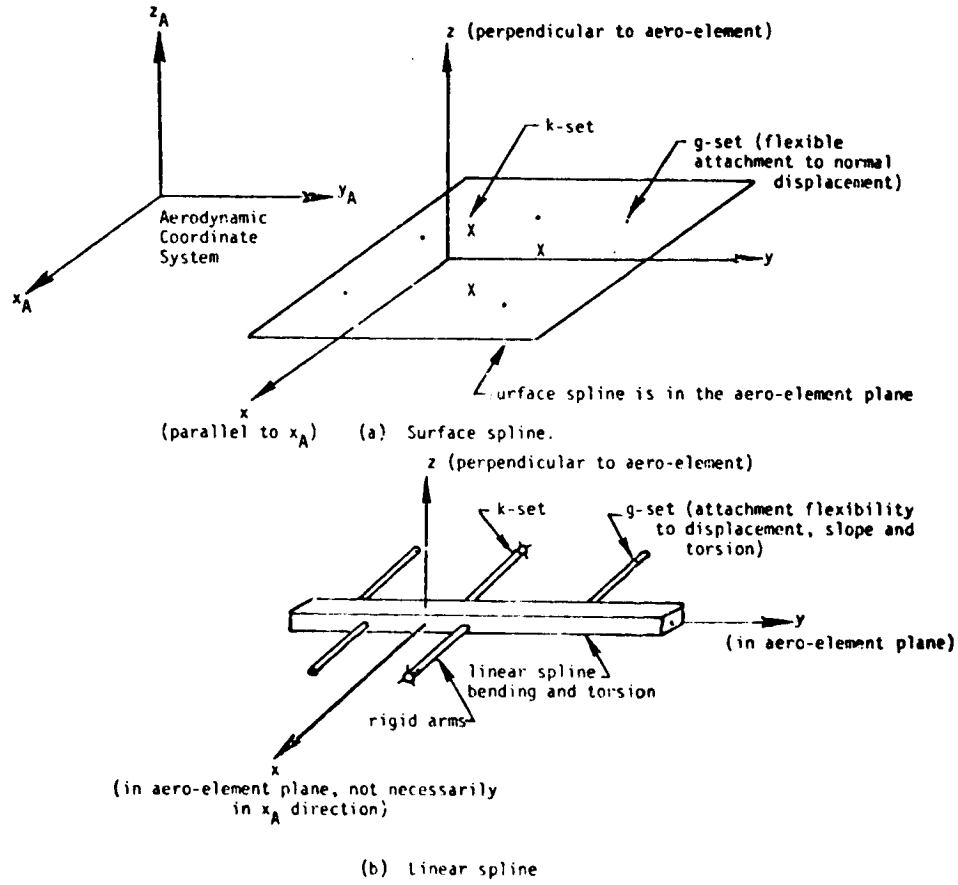 z_A
z (perpendicular to aero-element)
k-set
g-set (flexible
attachment to normal
displacement)
y_A
Aerodynamic
Coordinate
System
x_A
X
X
y
X
urface spline is in the aero-element plane
x
(parallel to x_A)
(a) Surface spline.
z (perpendicular to aero-element)
k-set
g-set (attachment flexibility
to displacement, slope and
torsion)
y
(in aero-element plane)
linear spline
bending and torsion
rigid arms
x
(in aero-element plane, not necessarily
in x_A direction)
(b) Linear spline